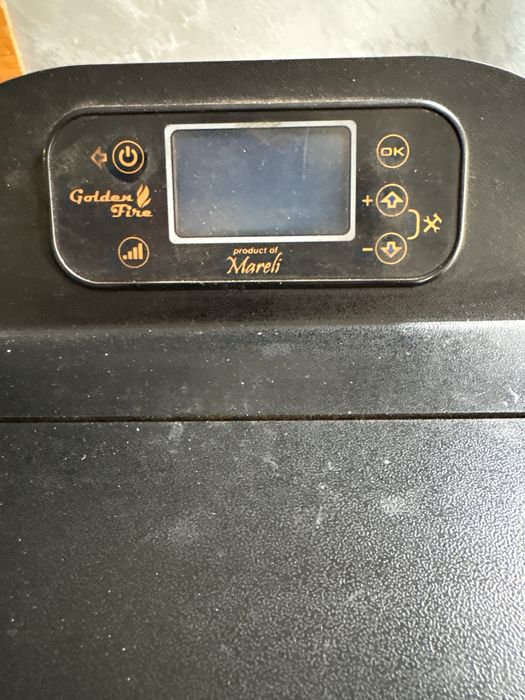 Golden
Fire
product of
Mareli
OK
+
-